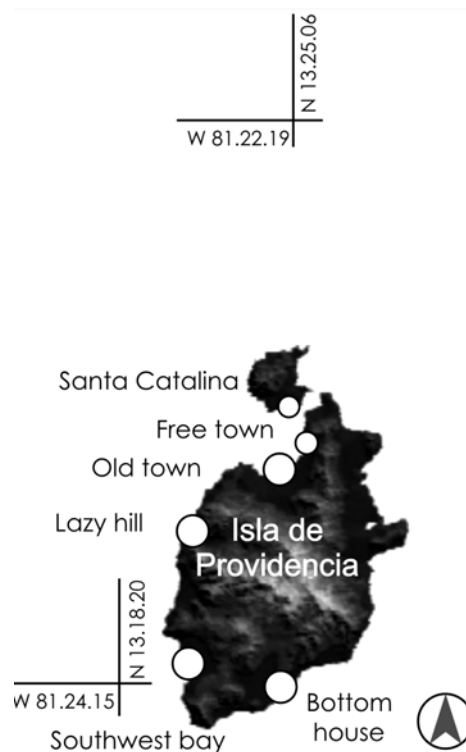 N 13.25.06
W 81.22.19
Santa Catalina
Free town
Old town
Lazy hill
Isla de
Providencia
N 13.18.20
W 81.24.15
Bottom
house
Southwest bay